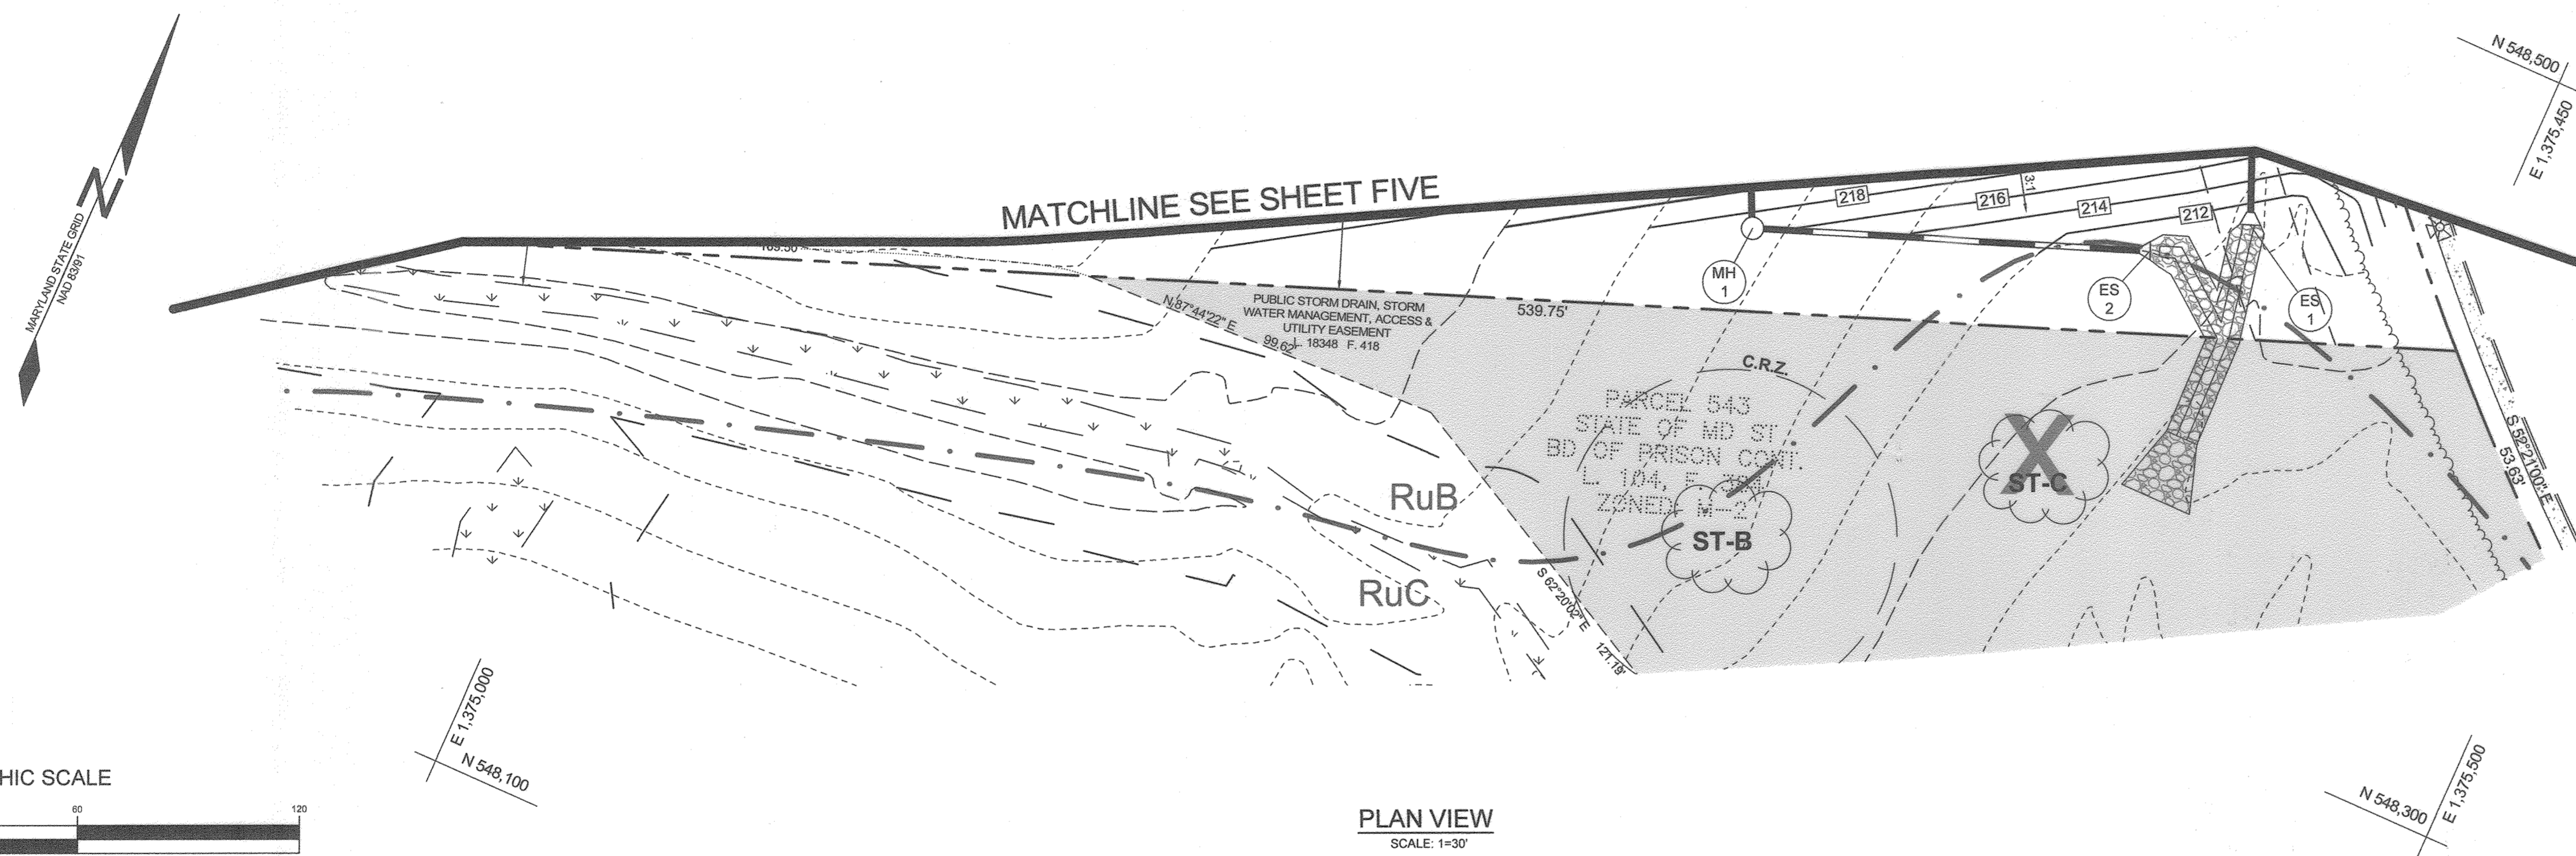 N 548,500
E 1,375,450
MARYLAND STATE GRID
NAD 83/91
N
MATCHLINE SEE SHEET FIVE
218
216
3:1
214
212
169.50
MH
1
ES
2
ES
1
N 87°44'22" E
99.62'
PUBLIC STORM DRAIN, STORM
WATER MANAGEMENT, ACCESS &
UTILITY EASEMENT
L. 18348 F. 418
539.75'
C.R.Z.
PARCEL 543
STATE OF MD ST
BD OF PRISON CONT.
L. 104, F.
ZONED: M-2
X
ST-C
ST-B
RuB
RuC
S 52°21'00" E
53.63'
S 62°20'02" E
121.19'
E 1,375,000
N 548,100
HIC SCALE
60
120
PLAN VIEW
SCALE: 1=30'
N 548,300
E 1,375,500